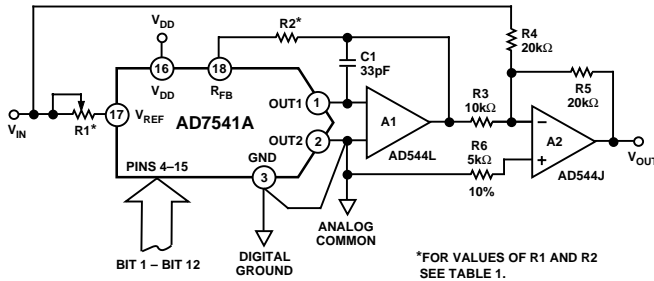 VDD
R2*
R4
20kΩ
C1
33pF
R5
20kΩ
16
18
VDD
RFB
OUT1
1
R3
10kΩ
VIN
R1*
17
VREF
AD7541A
OUT2
2
A1
AD544L
–
+
A2
VOUT
AD544J
R6
5kΩ
10%
GND
3
PINS 4–15
ANALOG
COMMON
DIGITAL
GROUND
BIT 1 – BIT 12
*FOR VALUES OF R1 AND R2
SEE TABLE 1.